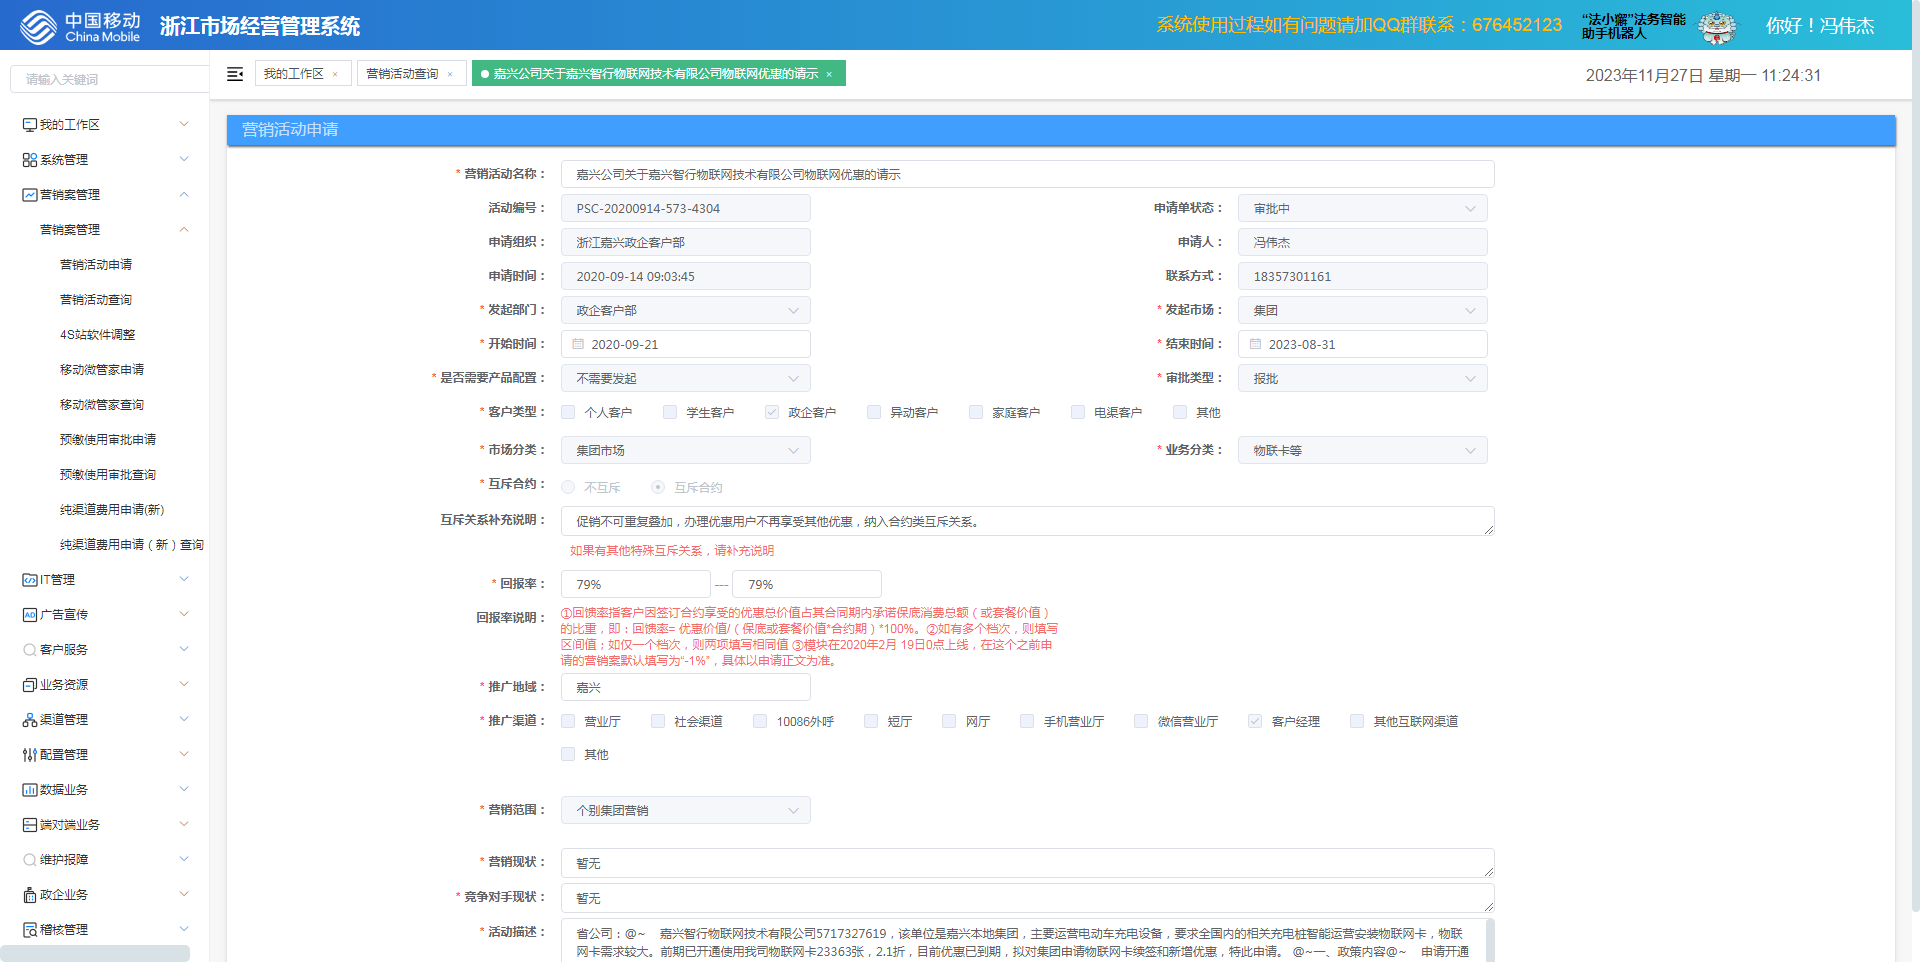 中国移动
China Mobile
浙江市场经营管理系统
系统使用过程如有问题请加QQ群联系：676452123
“法小獬”法务智能
助手机器人
你好！冯伟杰
请输入关键词
我的工作区 ×
营销活动查询 ×
嘉兴公司关于嘉兴智行物联网技术有限公司物联网优惠的请示 ×
2023年11月27日 星期一 11:24:31
我的工作区
系统管理
营销案管理
营销案管理
营销活动申请
营销活动查询
4S站软件调整
移动微管家申请
移动微管家查询
预缴使用审批申请
预缴使用审批查询
纯渠道费用申请(新)
纯渠道费用申请（新）查询
IT管理
广告宣传
客户服务
业务资源
渠道管理
配置管理
数据业务
端对端业务
维护报障
政企业务
稽核管理
营销活动申请
* 营销活动名称： 嘉兴公司关于嘉兴智行物联网技术有限公司物联网优惠的请示
活动编号： PSC-20200914-573-4304 申请单状态： 审批中
申请组织： 浙江嘉兴政企客户部 申请人： 冯伟杰
申请时间： 2020-09-14 09:03:45 联系方式： 18357301161
* 发起部门： 政企客户部 * 发起市场： 集团
* 开始时间： 2020-09-21 * 结束时间： 2023-08-31
* 是否需要产品配置： 不需要发起 * 审批类型： 报批
* 客户类型： 个人客户 学生客户 政企客户 异动客户 家庭客户 电渠客户 其他
* 市场分类： 集团市场 * 业务分类： 物联卡等
* 互斥合约： 不互斥 互斥合约
互斥关系补充说明： 促销不可重复叠加，办理优惠用户不再享受其他优惠，纳入合约类互斥关系。
如果有其他特殊互斥关系，请补充说明
* 回报率： 79% --- 79%
回报率说明： ①回馈率指客户因签订合约享受的优惠总价值占其合同期内承诺保底消费总额（或套餐价值）
的比重，即：回馈率= 优惠价值/（保底或套餐价值*合约期）*100%。②如有多个档次，则填写
区间值；如仅一个档次，则两项填写相同值 ③模块在2020年2月 19日0点上线，在这个之前申
请的营销案默认填写为“-1%”，具体以申请正文为准。
* 推广地域： 嘉兴
* 推广渠道： 营业厅 社会渠道 10086外呼 短厅 网厅 手机营业厅 微信营业厅 客户经理 其他互联网渠道
其他
* 营销范围： 个别集团营销
* 营销现状： 暂无
* 竞争对手现状： 暂无
* 活动描述： 省公司：@~ 嘉兴智行物联网技术有限公司5717327619，该单位是嘉兴本地集团，主要运营电动车充电设备，要求全国内的相关充电桩智能运营安装物联网卡，物联
网卡需求较大。前期已开通使用我司物联网卡23363张，2.1折，目前优惠已到期，拟对集团申请物联网卡续签和新增优惠，特此申请。 @~一、政策内容@~ 申请开通